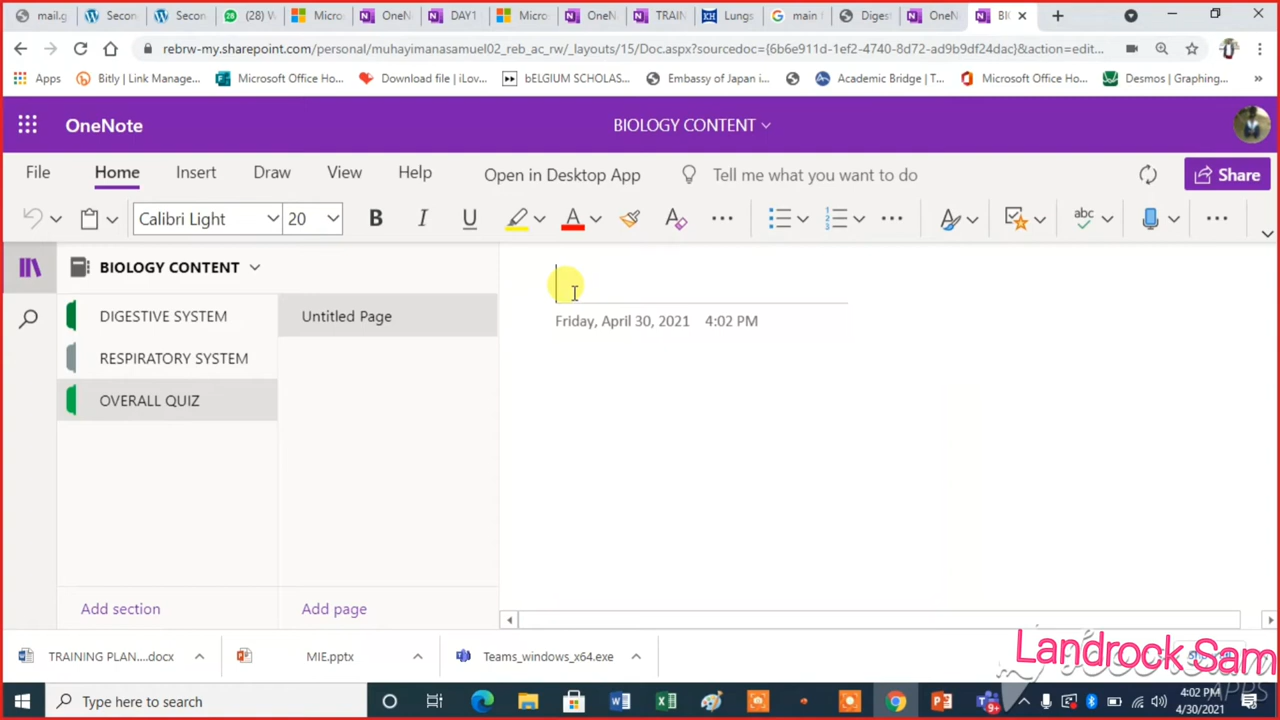 mail.g
Secon
Secon
(28) W
Micros
OneNo
DAY1
Micro
OneN
TRAIN
Lungs
main f
Digest
OneN
BI
rebrw-my.sharepoint.com/personal/muhayimanasamuel02_reb_ac_rw/_layouts/15/Doc.aspx?sourcedoc={6b6e911d-1ef2-4740-8d72-ad9b9df24dac}&action=edit...
Apps
Bitly | Link Manage...
Microsoft Office Ho...
Download file | iLov...
bELGIUM SCHOLAS...
Embassy of Japan i...
Academic Bridge | T...
Microsoft Office Ho...
Desmos | Graphing...
OneNote
BIOLOGY CONTENT
File Home Insert Draw View Help Open in Desktop App Tell me what you want to do Share
Calibri Light 20 B I U A abc
BIOLOGY CONTENT
DIGESTIVE SYSTEM
RESPIRATORY SYSTEM
OVERALL QUIZ
Untitled Page
Friday, April 30, 2021 4:02 PM
Add section
Add page
TRAINING PLAN....docx
MIE.pptx
Teams_windows_x64.exe
Landrock Sam
Type here to search
4:02 PM
4/30/2021